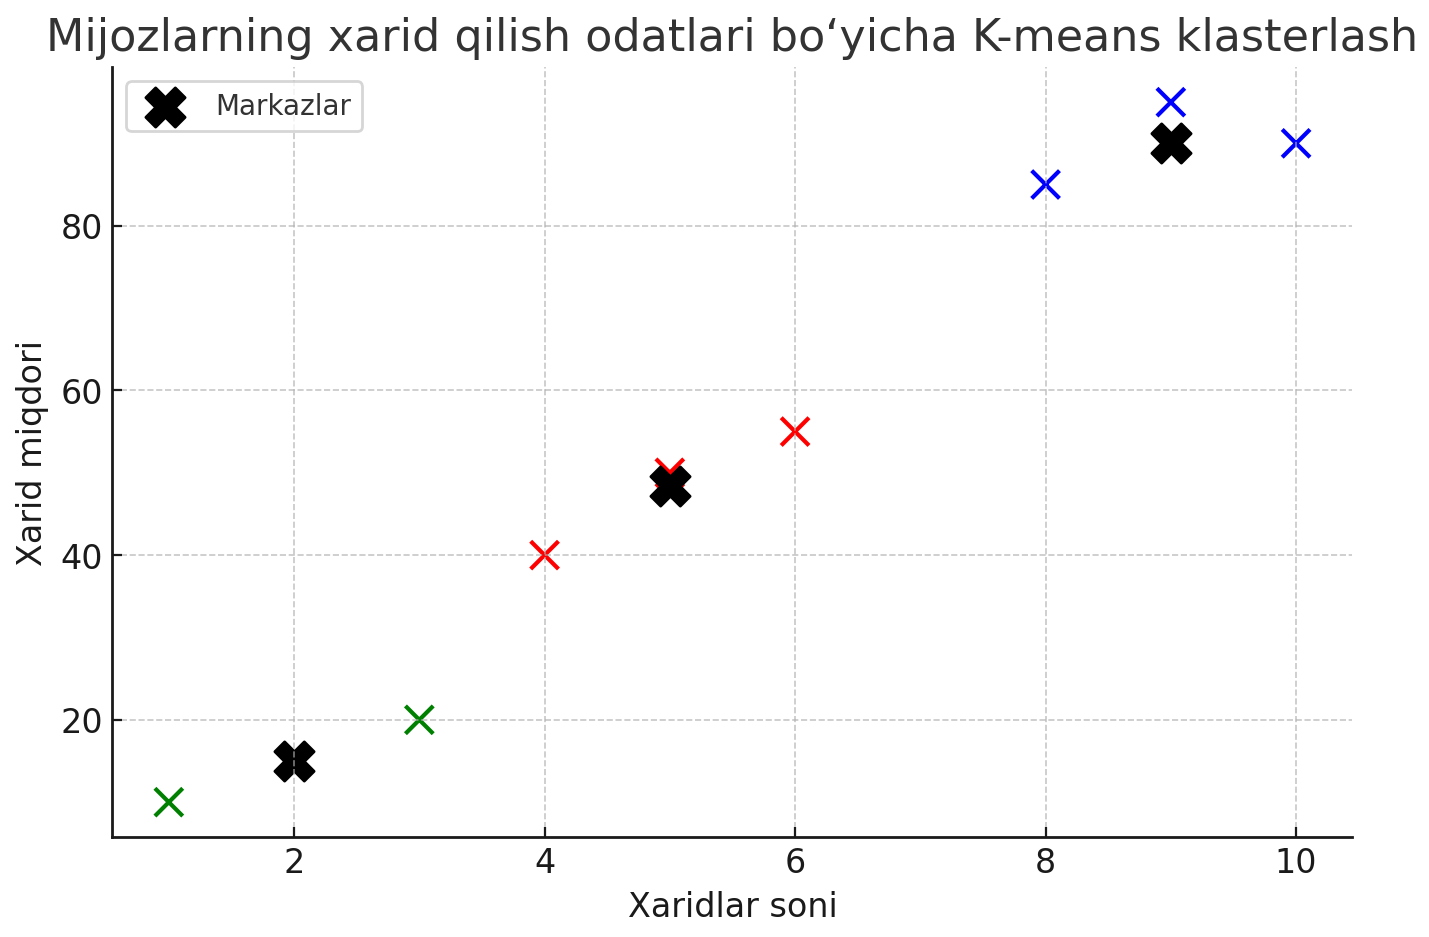 Mijozlarning xarid qilish odatlari bo‘yicha K-means klasterlash
Markazlar
Xarid miqdori
80
60
40
20
2 4 6 8 10
Xaridlar soni